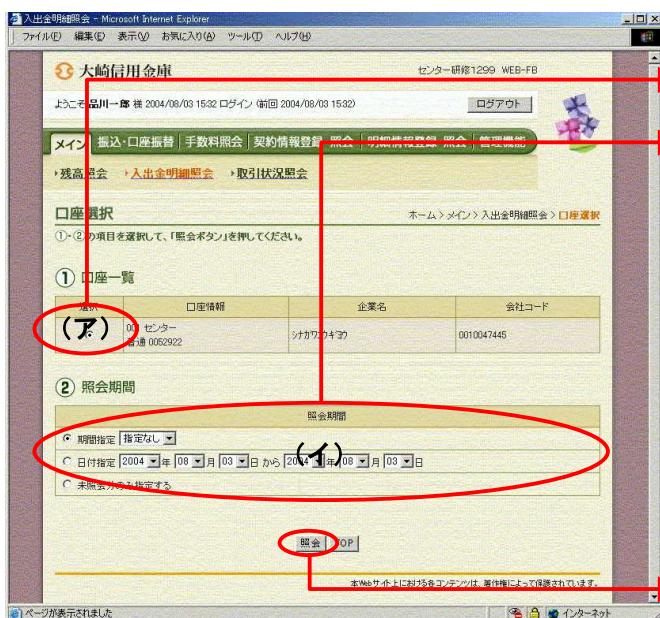 入出金明細照会 - Microsoft Internet Explorer
ファイル(F) 編集(E) 表示(V) お気に入り(A) ツール(T) ヘルプ(H)
大崎信用金庫
センター研修1299 WEB-FB
ようこそ 品川一郎 様 2004/08/03 15:32 ログイン (前回 2004/08/03 15:32)
ログアウト
メイン 振込・口座振替 手数料照会 契約情報登録・照会 明細情報登録・照会 管理機能
残高照会 入出金明細照会 取引状況照会
口座選択
ホーム > メイン > 入出金明細照会 > 口座選択
①・②の項目を選択して、「照会ボタン」を押してください。
① 口座一覧
選択 口座情報 企業名 会社コード
(ア)
001 センター
普通 0052922
0010047445
② 照会期間
照会期間
期間指定 指定なし
(イ)
日付指定 2004 年 08 月 03 日 から 2004 年 08 月 03 日
未照会分のみ指定する
照会 TOP
本Webサイト上における各コンテンツは、著作権によって保護されています。
ページが表示されました
インターネット